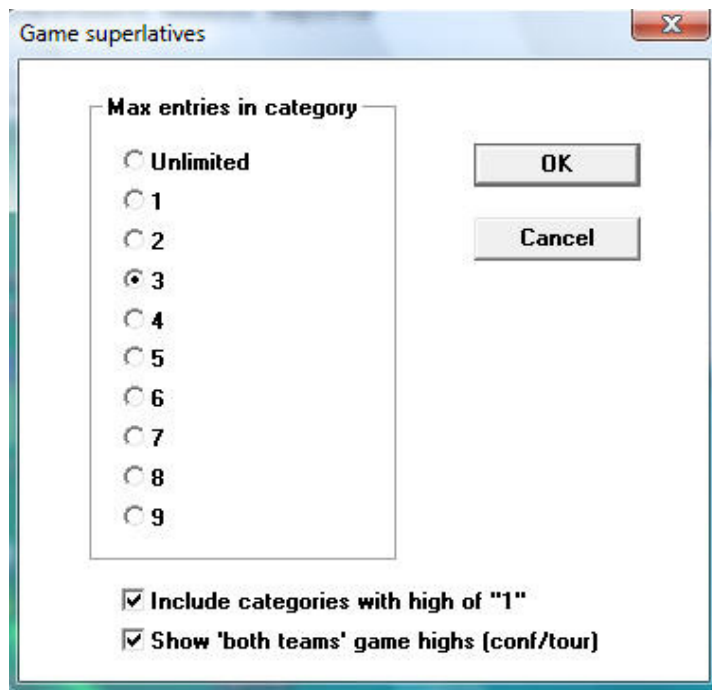 Game superlatives
Max entries in category
Unlimited
1
2
3
4
5
6
7
8
9
OK
Cancel
Include categories with high of "1"
Show 'both teams' game highs (conf/tour)